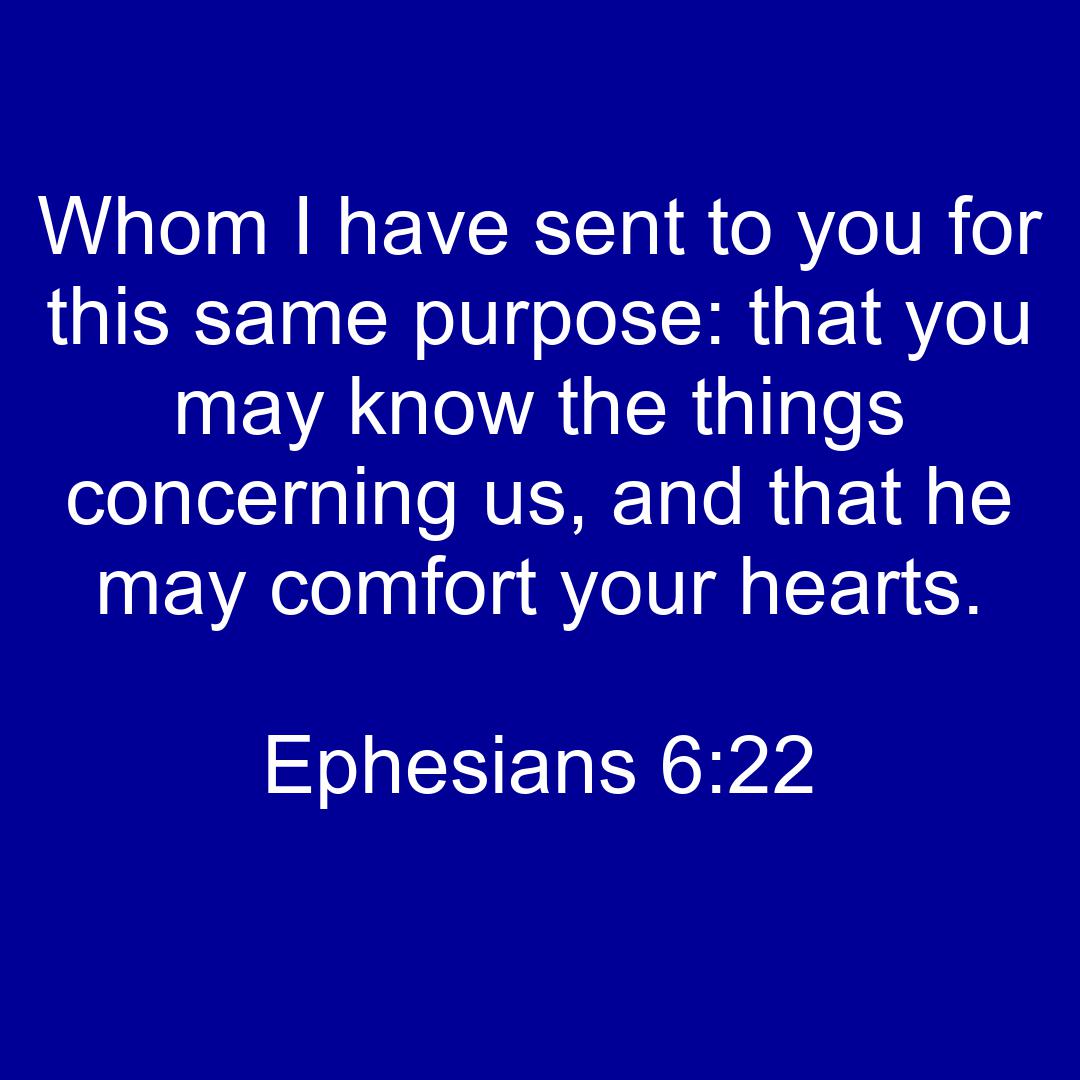 Whom I have sent to you for
this same purpose: that you
may know the things
concerning us, and that he
may comfort your hearts.
Ephesians 6:22